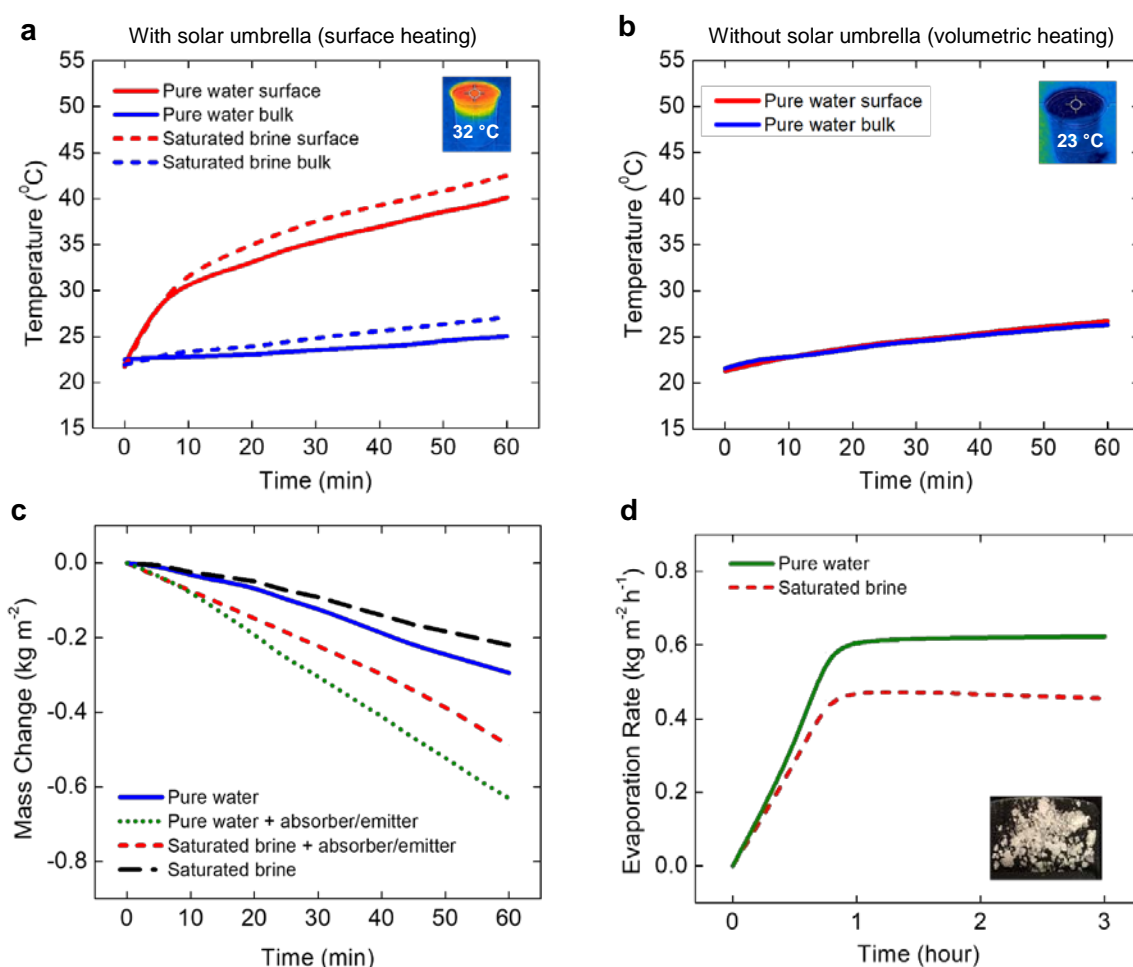 a
With solar umbrella (surface heating)
55
50
45
40
35
30
25
20
15
Temperature (⁰C)
Pure water surface
Pure water bulk
Saturated brine surface
Saturated brine bulk
32 °C
0 10 20 30 40 50 60
Time (min)
b
Without solar umbrella (volumetric heating)
55
50
45
40
35
30
25
20
15
Temperature (⁰C)
Pure water surface
Pure water bulk
23 °C
0 10 20 30 40 50 60
Time (min)
c
0.0
-0.2
-0.4
-0.6
-0.8
Mass Change (kg m⁻²)
Pure water
Pure water + absorber/emitter
Saturated brine + absorber/emitter
Saturated brine
0 10 20 30 40 50 60
Time (min)
d
0.8
0.6
0.4
0.2
0.0
Evaporation Rate (kg m⁻² h⁻¹)
Pure water
Saturated brine
0 1 2 3
Time (hour)